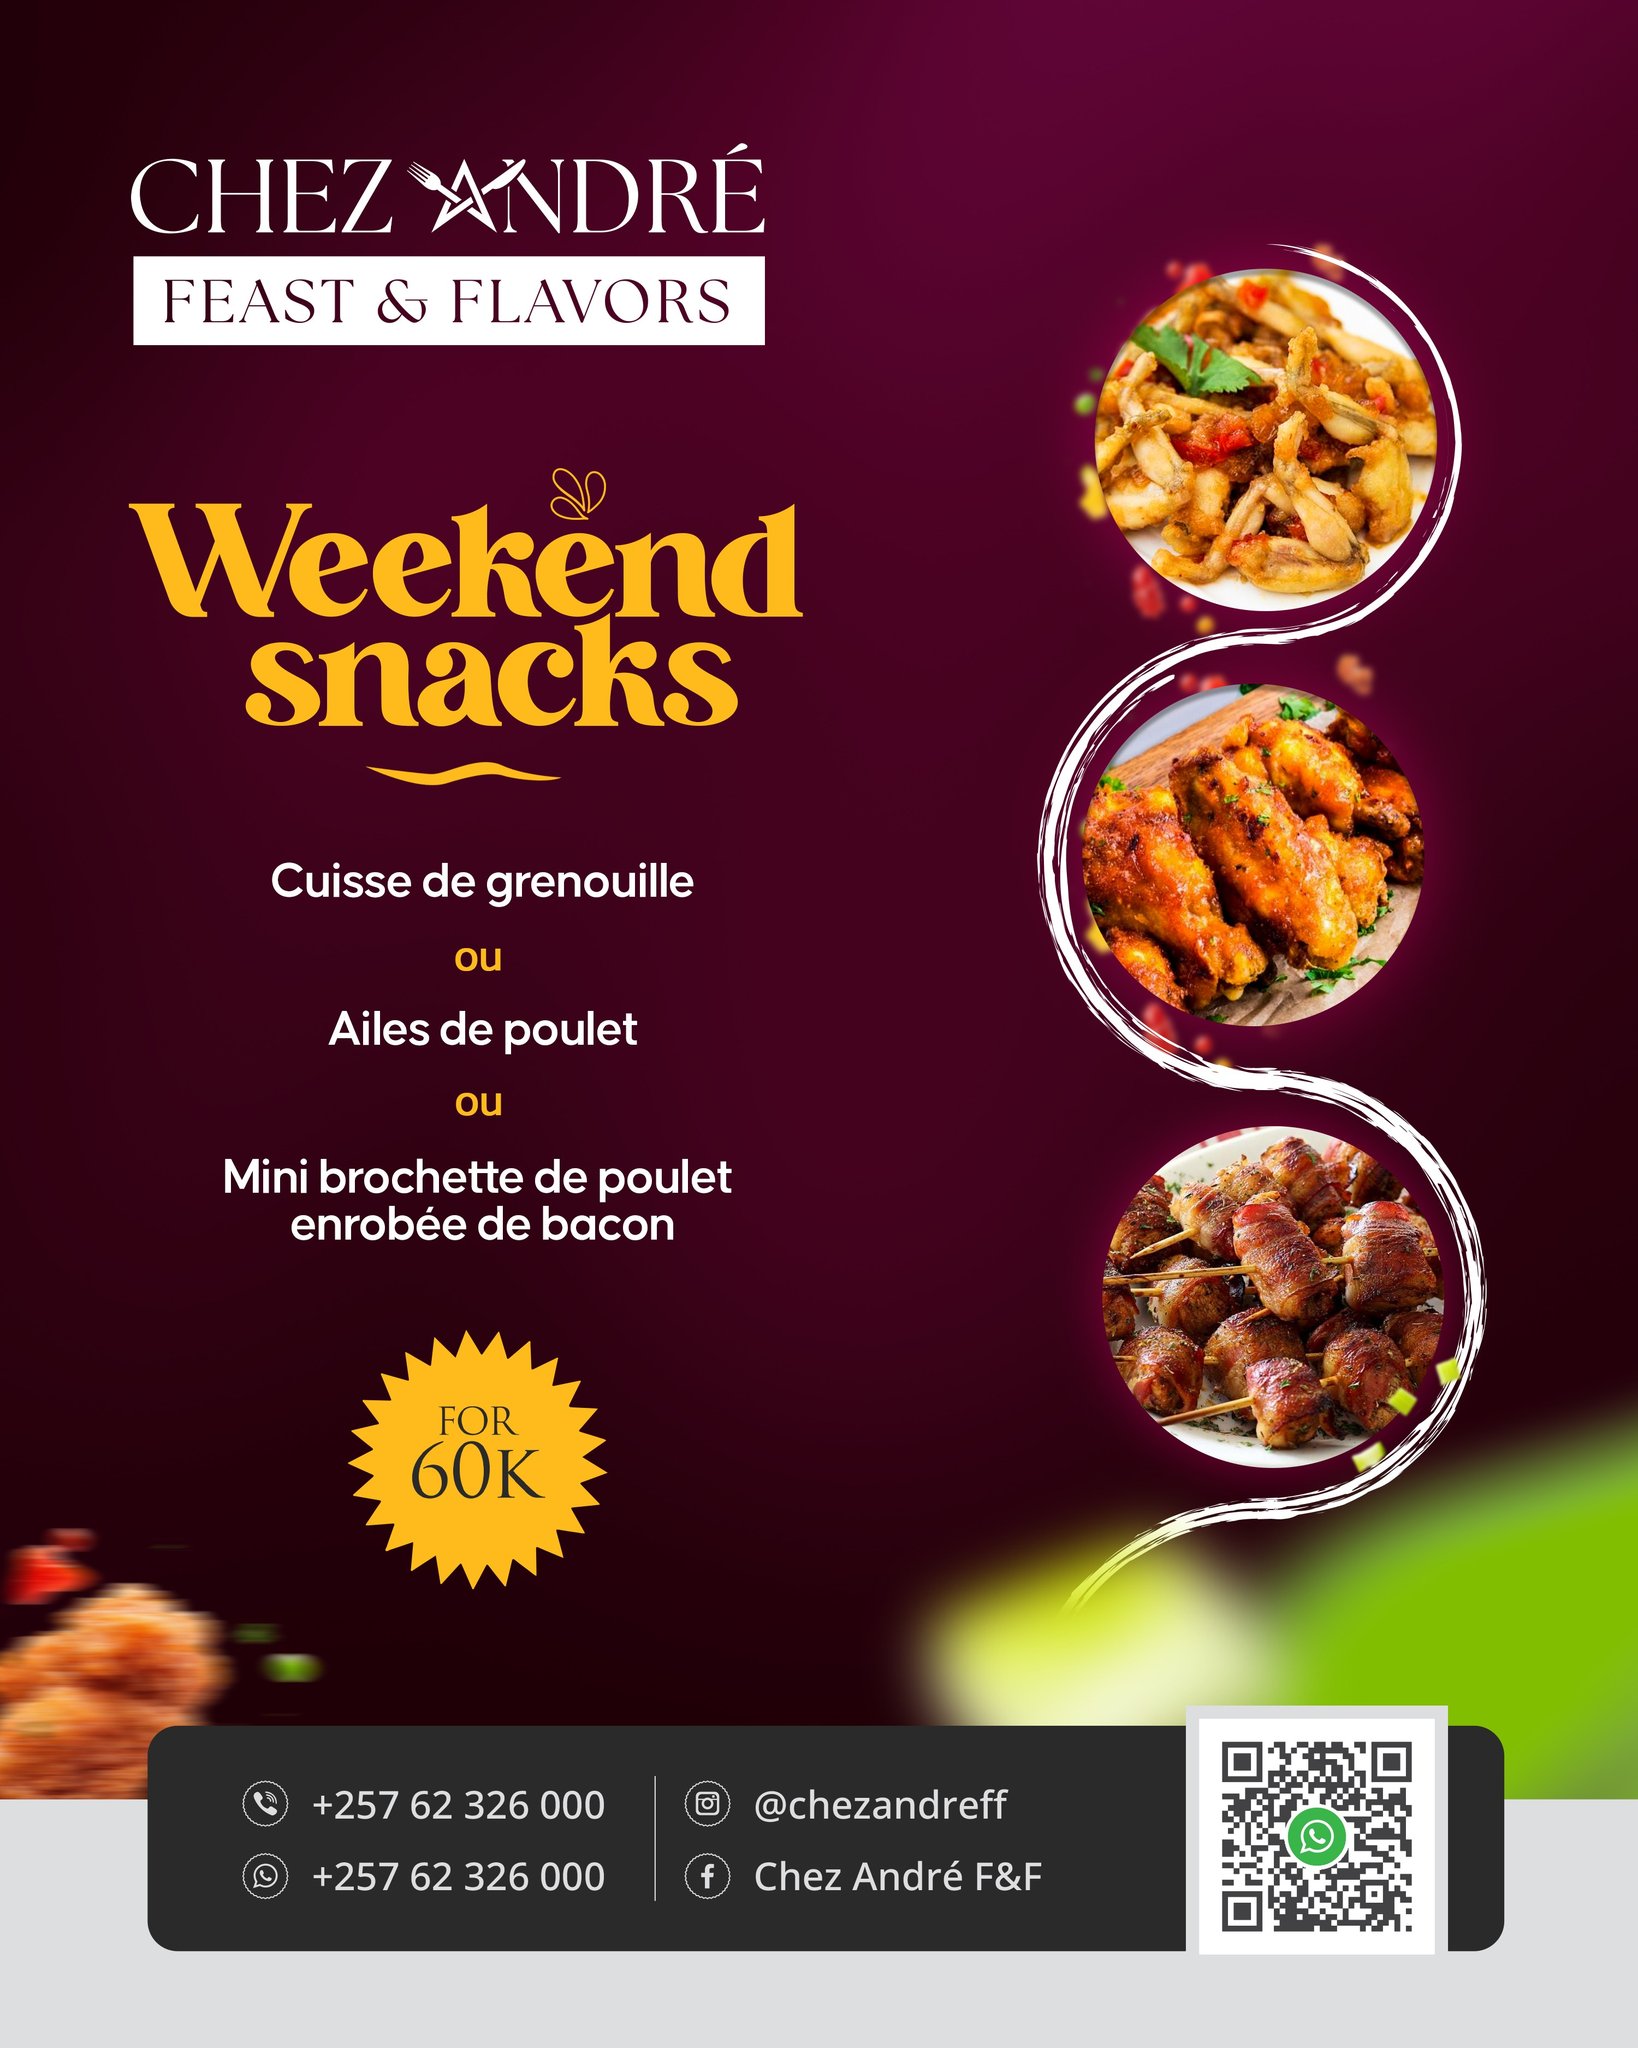 CHEZ ANDRÉ
FEAST & FLAVORS
Weekend
snacks
Cuisse de grenouille
ou
Ailes de poulet
ou
Mini brochette de poulet
enrobée de bacon
FOR
60K
+257 62 326 000
+257 62 326 000
@chezandreff
Chez André F&F